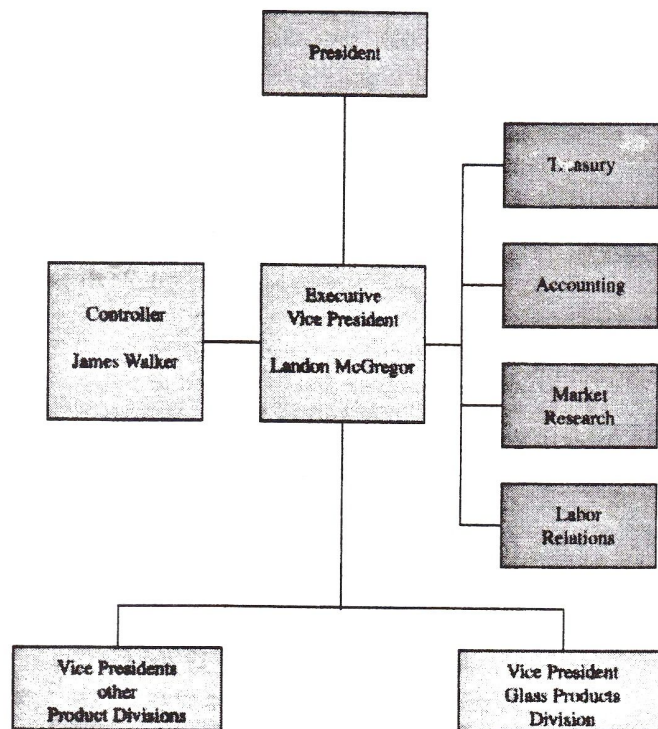 President
Treasury
Accounting
Controller
James Walker
Executive
Vice President
Landon McGregor
Market
Research
Labor
Relations
Vice Presidents
other
Product Divisions
Vice President
Glass Products
Division